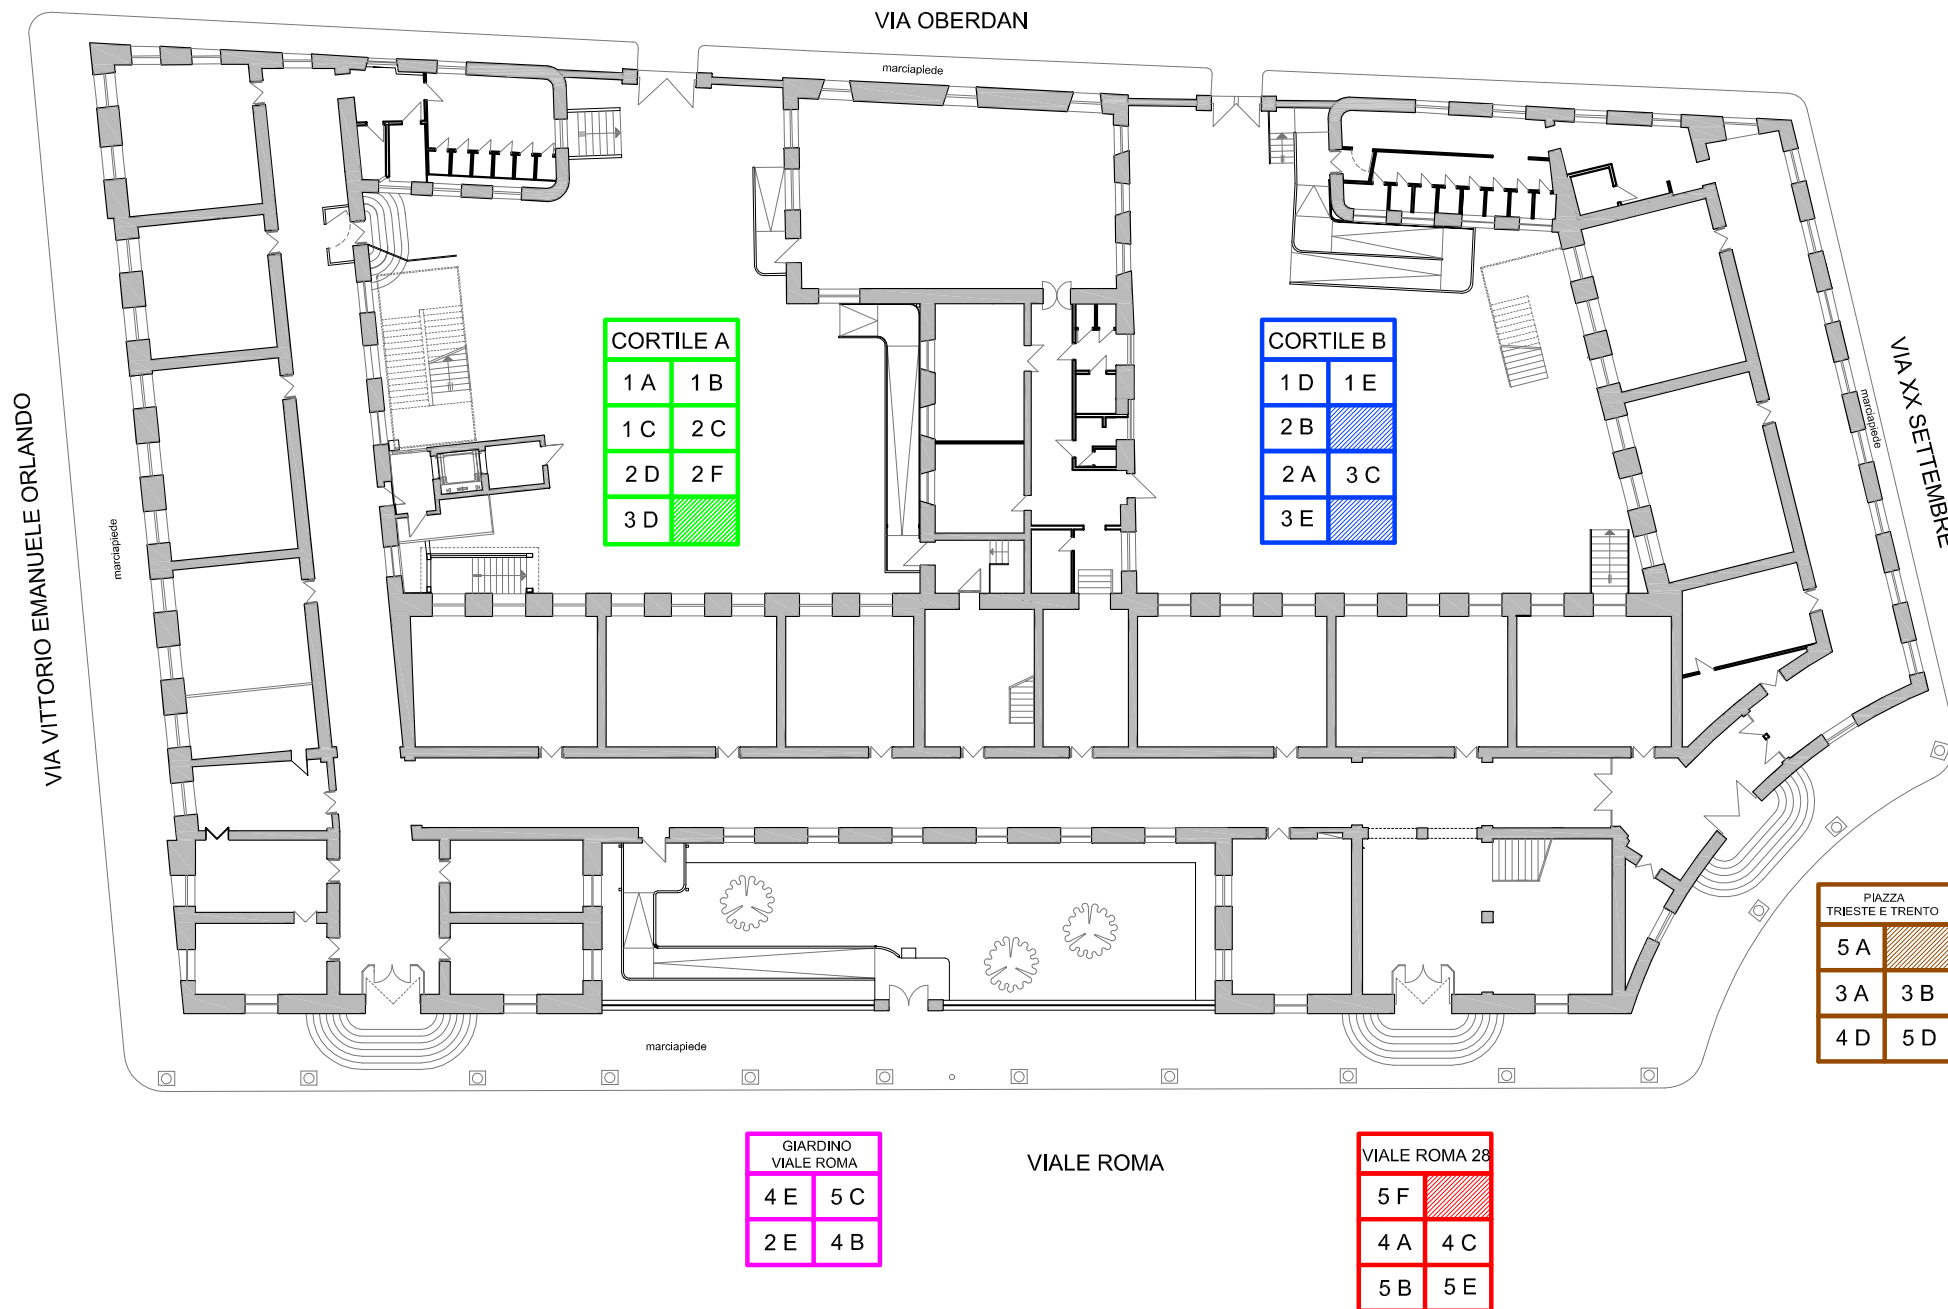 VIA OBERDAN
marciapiede
CORTILE A
1 A 1 B
1 C 2 C
2 D 2 F
3 D
CORTILE B
1 D 1 E
2 B
2 A 3 C
3 E
VIA VITTORIO EMANUELE ORLANDO
marciapiede
VIA XX SETTEMBRE
marciapiede
PIAZZA
TRIESTE E TRENTO
5 A
3 A 3 B
4 D 5 D
marciapiede
GIARDINO
VIALE ROMA
4 E 5 C
2 E 4 B
VIALE ROMA
VIALE ROMA 28
5 F
4 A 4 C
5 B 5 E